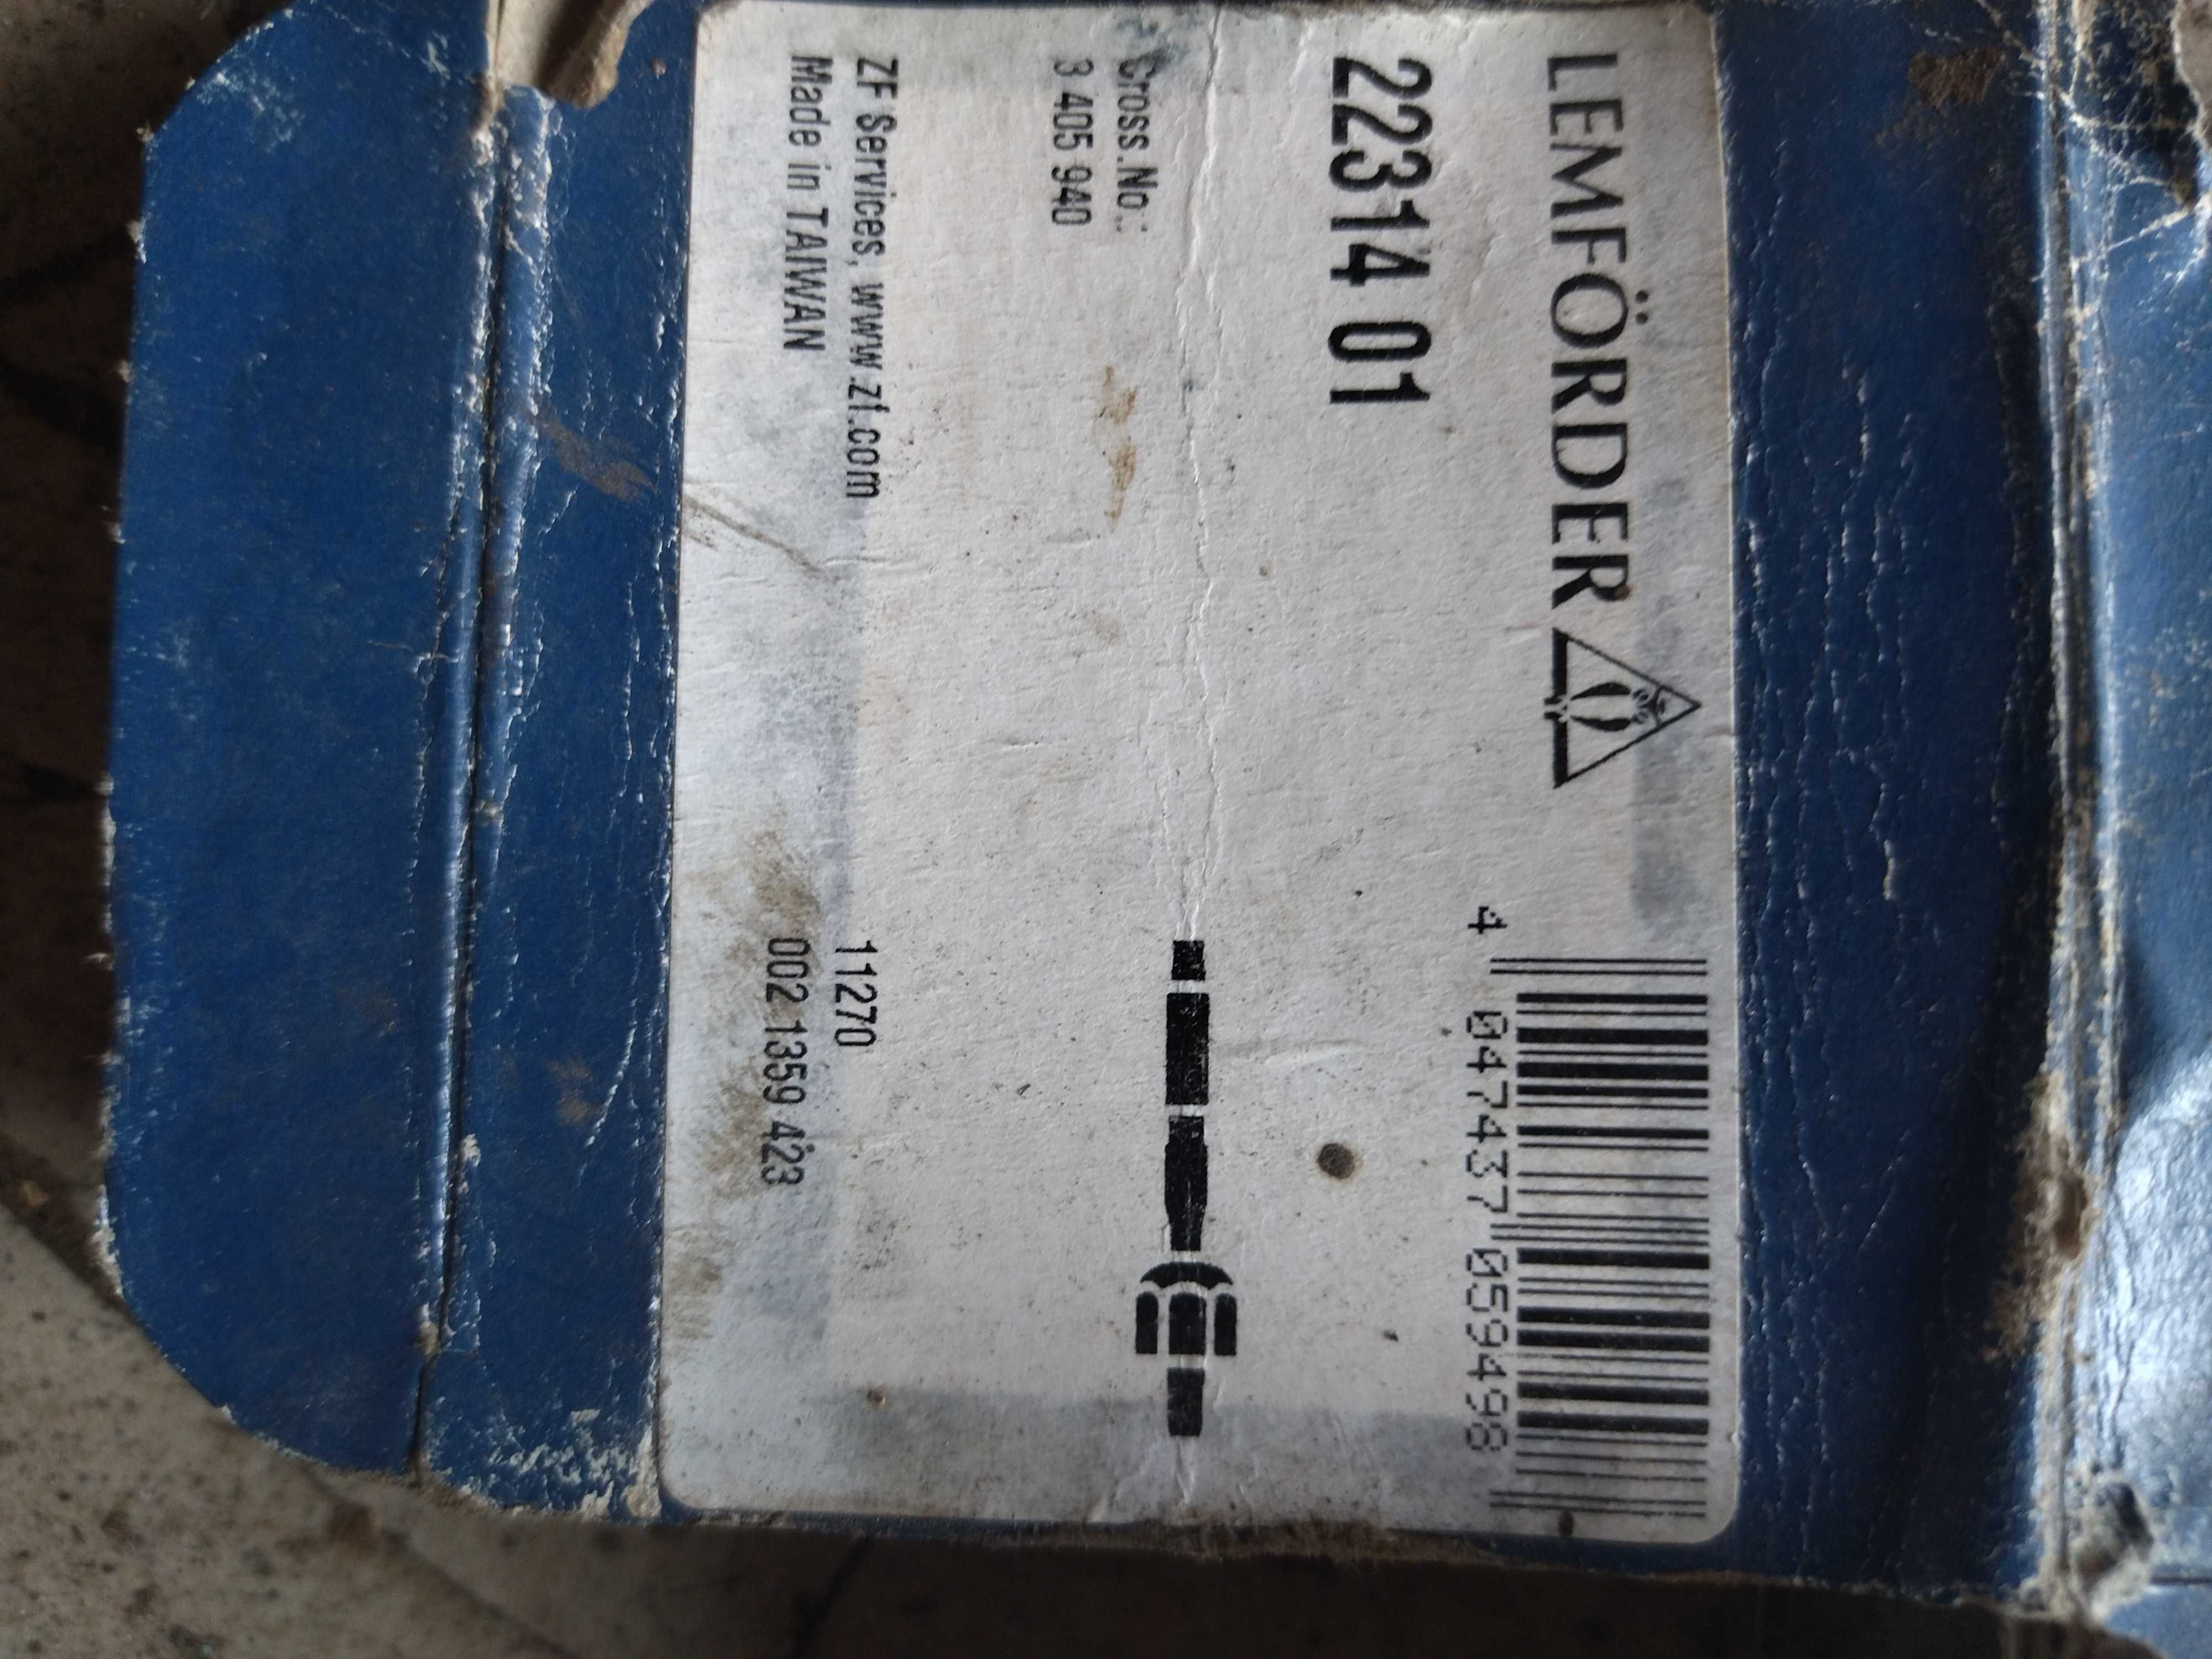 LEMFÖRDER
4 047437 059498
22314 01
Cross.No.:
3 405 940
ZF Services, www.zf.com
11270
Made in TAIWAN
002 1359 423